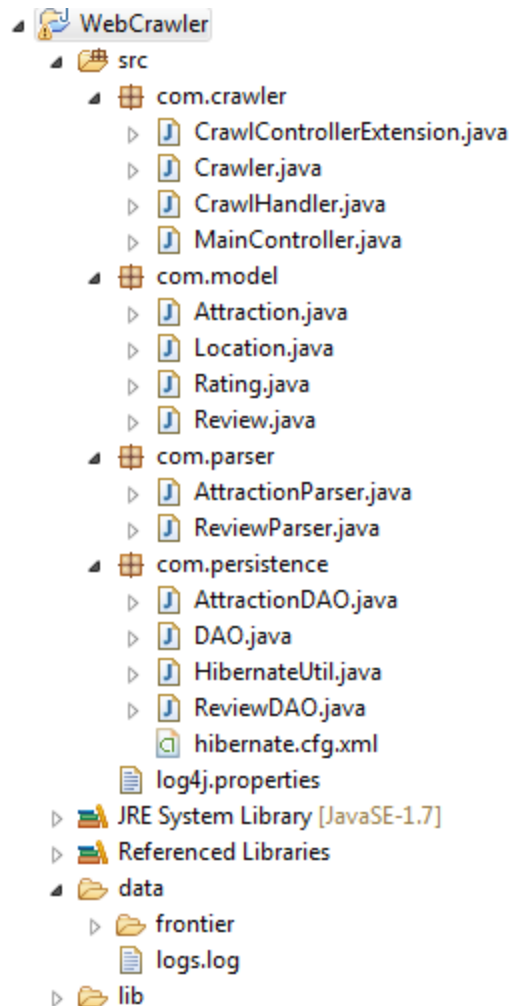 WebCrawler
src
com.crawler
CrawlControllerExtension.java
Crawler.java
CrawlHandler.java
MainController.java
com.model
Attraction.java
Location.java
Rating.java
Review.java
com.parser
AttractionParser.java
ReviewParser.java
com.persistence
AttractionDAO.java
DAO.java
HibernateUtil.java
ReviewDAO.java
hibernate.cfg.xml
log4j.properties
JRE System Library [JavaSE-1.7]
Referenced Libraries
data
frontier
logs.log
lib